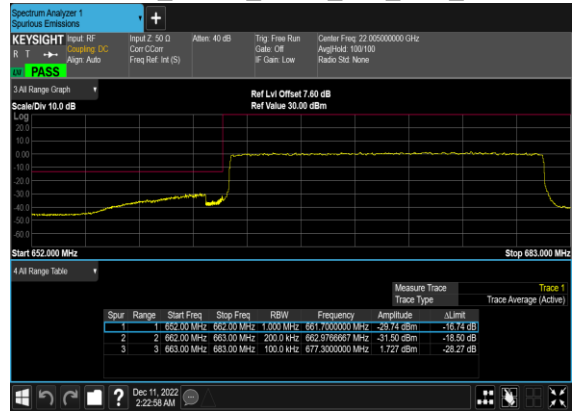 Spectrum Analyzer 1
Spurious Emissions
+
KEYSIGHT Input: RF Input Z: 50 Ω Atten: 40 dB Trig: Free Run Center Freq: 22.005000000 GHz
R T Coupling: DC Corr CCorr Gate: Off Avg|Hold: 100/100
Align: Auto Freq Ref: Int (S) IF Gain: Low Radio Std: None
LW PASS
3 All Range Graph Ref Lvl Offset 7.60 dB
Scale/Div 10.0 dB Ref Value 30.00 dBm
Log
20.0
10.0
0.00
-10.0
-20.0
-30.0
-40.0
-50.0
-60.0
Start 652.000 MHz Stop 683.000 MHz
4 All Range Table
Measure Trace Trace 1
Trace Type Trace Average (Active)
Spur Range Start Freq Stop Freq RBW Frequency Amplitude ΔLimit
1 1 652.00 MHz 662.00 MHz 1.000 MHz 661.7000000 MHz -29.74 dBm -16.74 dB
2 2 662.00 MHz 663.00 MHz 200.0 kHz 662.9766667 MHz -31.50 dBm -18.50 dB
3 3 663.00 MHz 683.00 MHz 100.0 kHz 677.3000000 MHz 1.727 dBm -28.27 dB
? Dec 11, 2022
2:22:58 AM